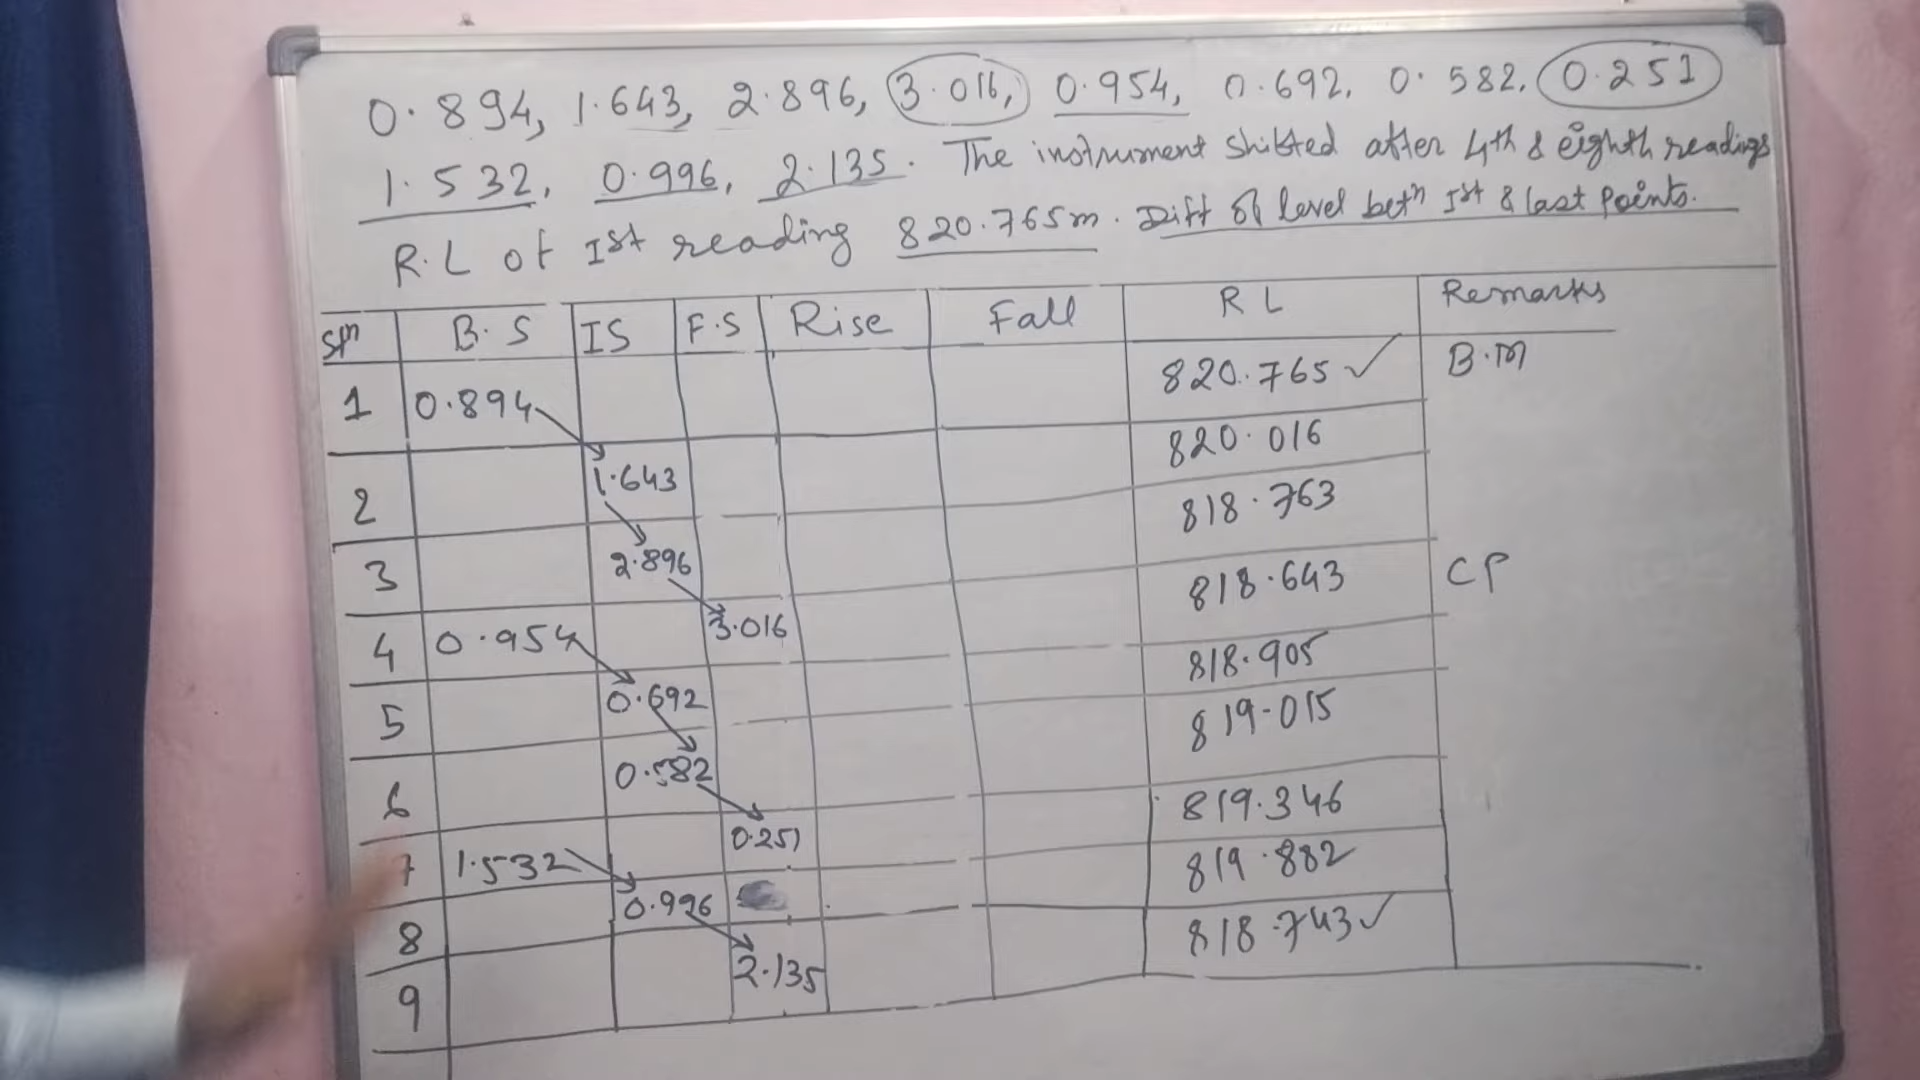 0.894, 1.643, 2.896, 3.016, 0.954, 0.692, 0.582, 0.251
1.532, 0.996, 2.135. The instrument shifted after 4th & eighth readings
R.L of Ist reading 820.765m. Diff of level betn Ist & last points.
Stn B.S IS F.S Rise Fall RL Remarks
1 0.894 820.765 ✓ B.M
2 1.643 820.016
3 2.896 818.763
4 0.954 3.016 818.643 CP
5 0.692 818.905
6 0.582 819.015
7 1.532 0.251 819.346
8 0.996 819.882
9 2.135 818.743 ✓